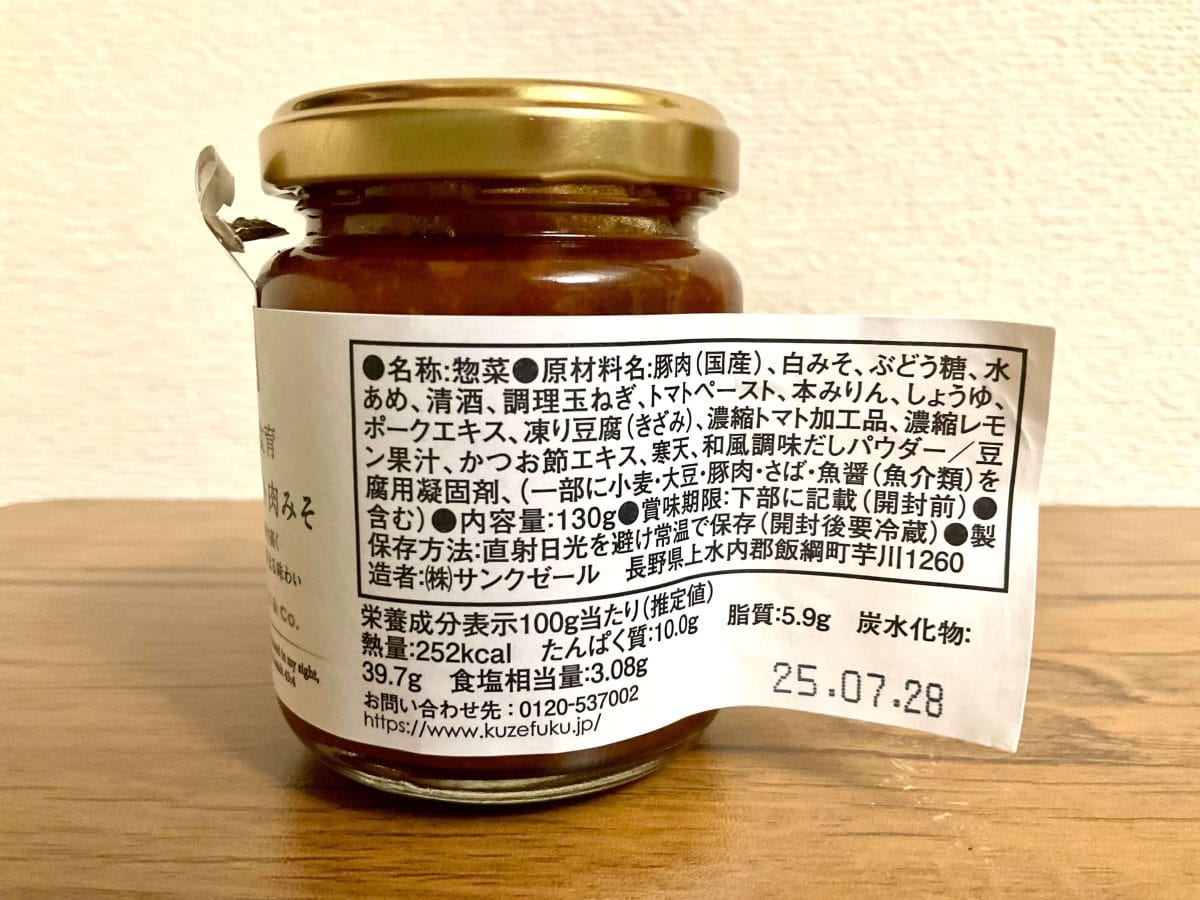 育
肉みそ
味わい
& Co.
in my sight,
●名称:惣菜●原材料名:豚肉(国産)、白みそ、ぶどう糖、水
あめ、清酒、調理玉ねぎ、トマトペースト、本みりん、しょうゆ、
ポークエキス、凍り豆腐(きざみ)、濃縮トマト加工品、濃縮レモ
ン果汁、かつお節エキス、寒天、和風調味だしパウダー/豆
腐用凝固剤、(一部に小麦・大豆・豚肉・さば・魚醤(魚介類)を
含む)●内容量:130g●賞味期限:下部に記載(開封前)●
保存方法:直射日光を避け常温で保存(開封後要冷蔵)●製
造者:㈱サンクゼール 長野県上水内郡飯綱町芋川1260
栄養成分表示100g当たり(推定値)
熱量:252kcal たんぱく質:10.0g 脂質:5.9g 炭水化物:
39.7g 食塩相当量:3.08g
お問い合わせ先:0120-537002
https://www.kuzefuku.jp/
25.07.28